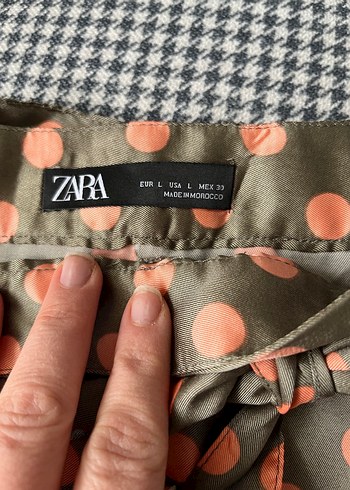 ZARA
EUR L USA L MEX 30
MADE IN MOROCCO